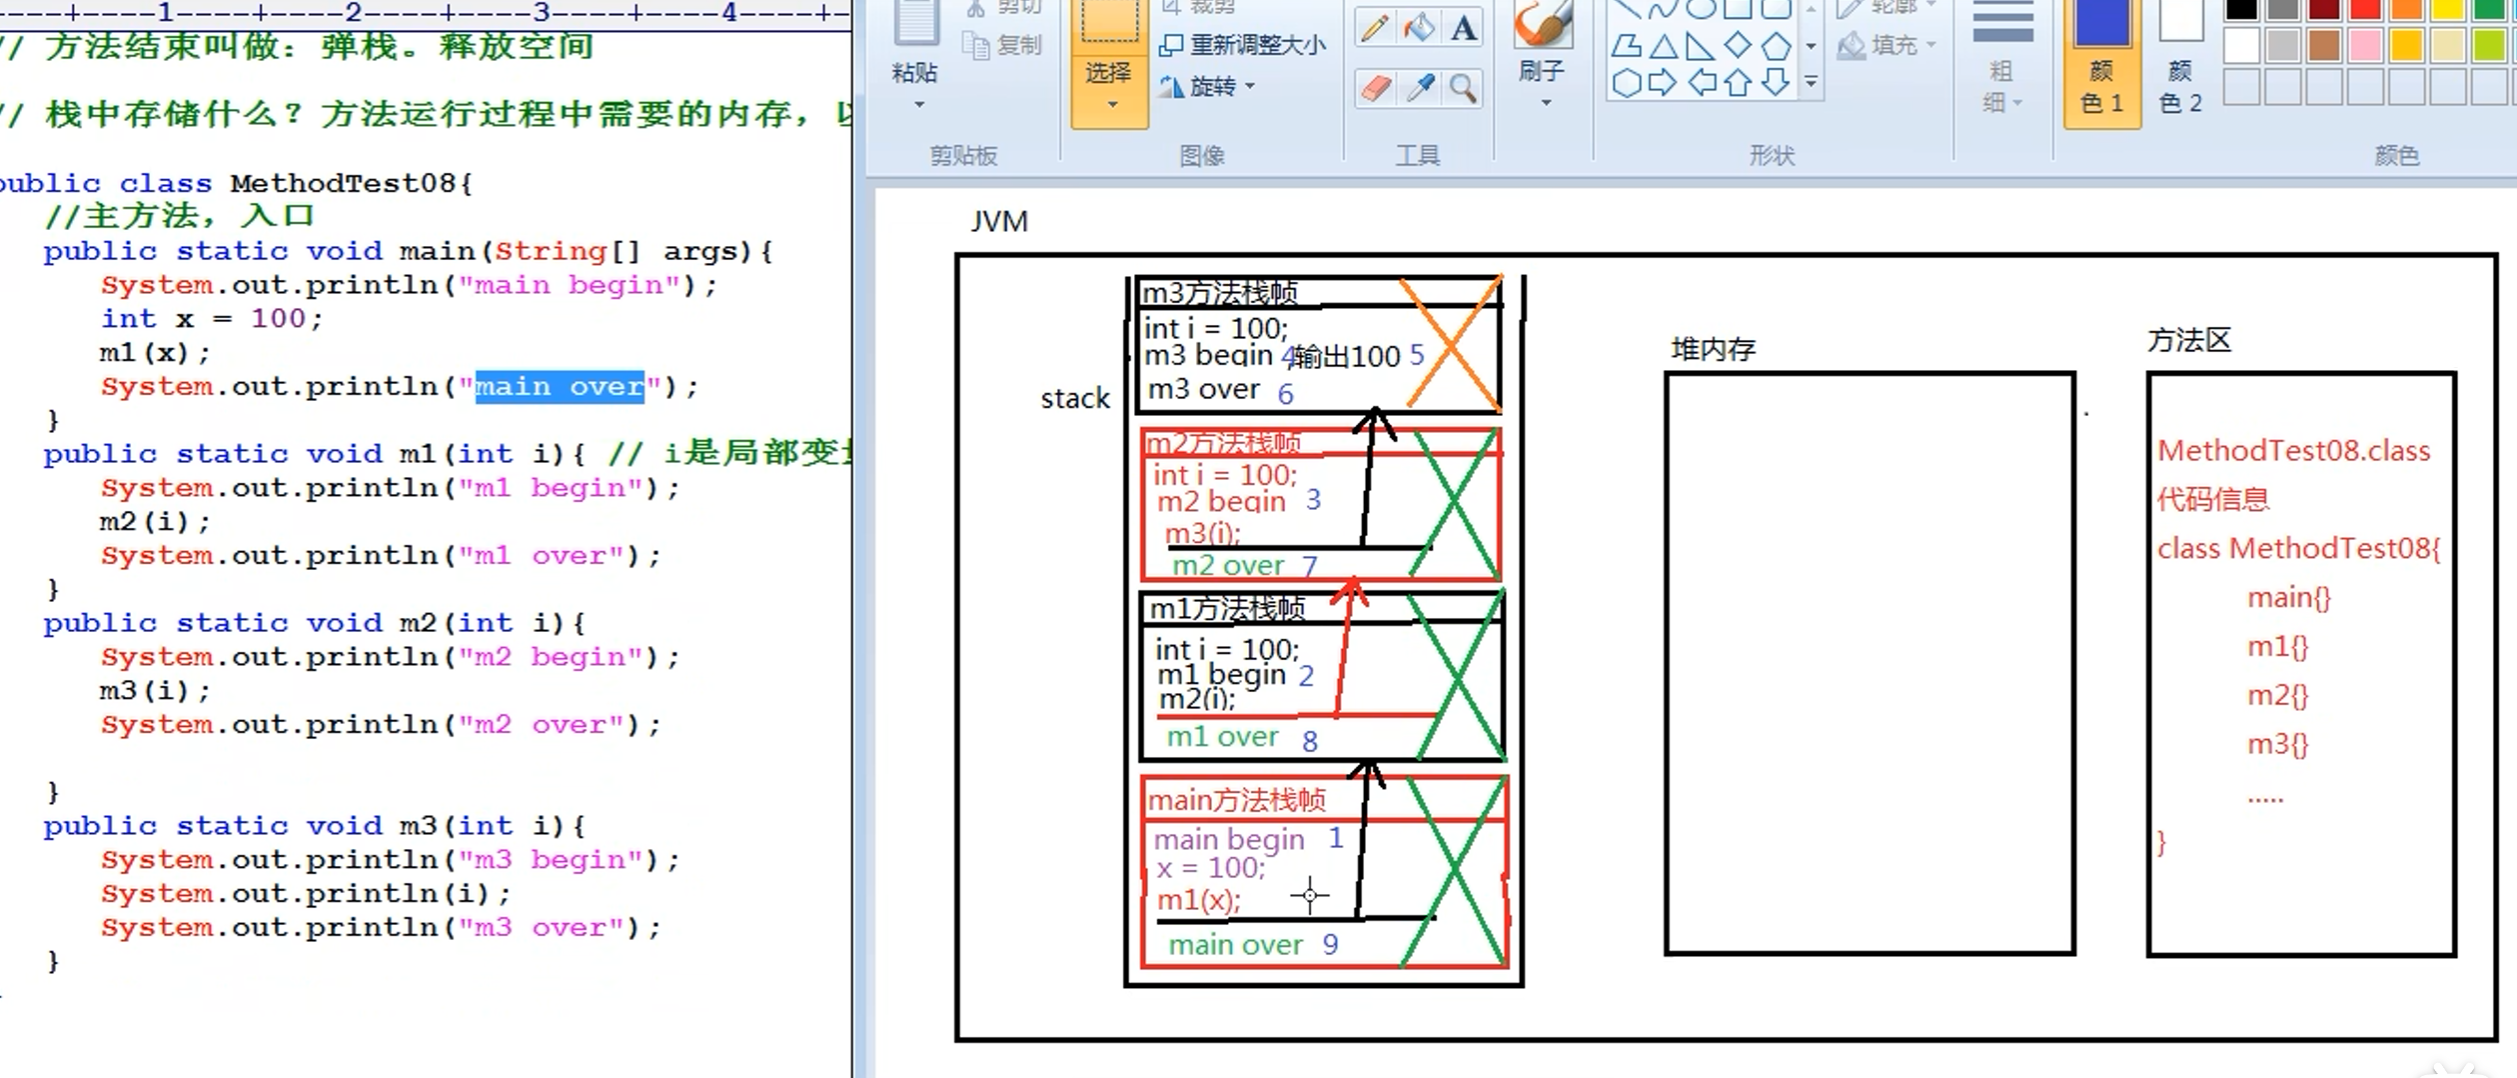 ----+----1----+----2----+----3----+----4----+-
// 方法结束叫做：弹栈。释放空间
// 栈中存储什么？方法运行过程中需要的内存，
public class MethodTest08{
//主方法，入口
public static void main(String[] args){
System.out.println("main begin");
int x = 100;
m1(x);
System.out.println("main over");
}
public static void m1(int i){ // i是局部变量
System.out.println("m1 begin");
m2(i);
System.out.println("m1 over");
}
public static void m2(int i){
System.out.println("m2 begin");
m3(i);
System.out.println("m2 over");
}
public static void m3(int i){
System.out.println("m3 begin");
System.out.println(i);
System.out.println("m3 over");
}
粘贴
剪切
复制
剪贴板
选择
裁剪
重新调整大小
旋转
图像
A
工具
刷子
轮廓
填充
形状
粗
细
颜
色 1
颜
色 2
颜色
JVM
stack
m3方法栈帧
int i = 100;
m3 begin 4 输出100 5
m3 over 6
m2方法栈帧
int i = 100;
m2 begin 3
m3(i);
m2 over 7
m1方法栈帧
int i = 100;
m1 begin 2
m2(i);
m1 over 8
main方法栈帧
main begin 1
x = 100;
m1(x);
main over 9
堆内存
方法区
MethodTest08.class
代码信息
class MethodTest08{
main{}
m1{}
m2{}
m3{}
.....
}